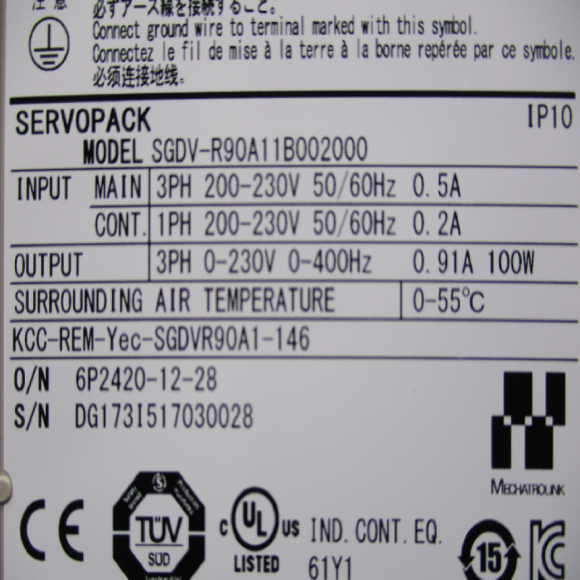 注意
必ずアース線を接続すること。
Connect ground wire to terminal marked with this symbol.
Connectez le fil de mise à la terre à la borne repérée par ce symbole.
必须连接地线。
SERVOPACK IP10
MODEL SGDV-R90A11B002000
INPUT MAIN 3PH 200-230V 50/60Hz 0.5A
CONT. 1PH 200-230V 50/60Hz 0.2A
OUTPUT 3PH 0-230V 0-400Hz 0.91A 100W
SURROUNDING AIR TEMPERATURE 0-55℃
KCC-REM-Yec-SGDVR90A1-146
O/N 6P2420-12-28
S/N DG173I517030028
MECHATROLINK
CE
TÜV
SÜD
c UL US
LISTED
IND. CONT. EQ.
61Y1
15